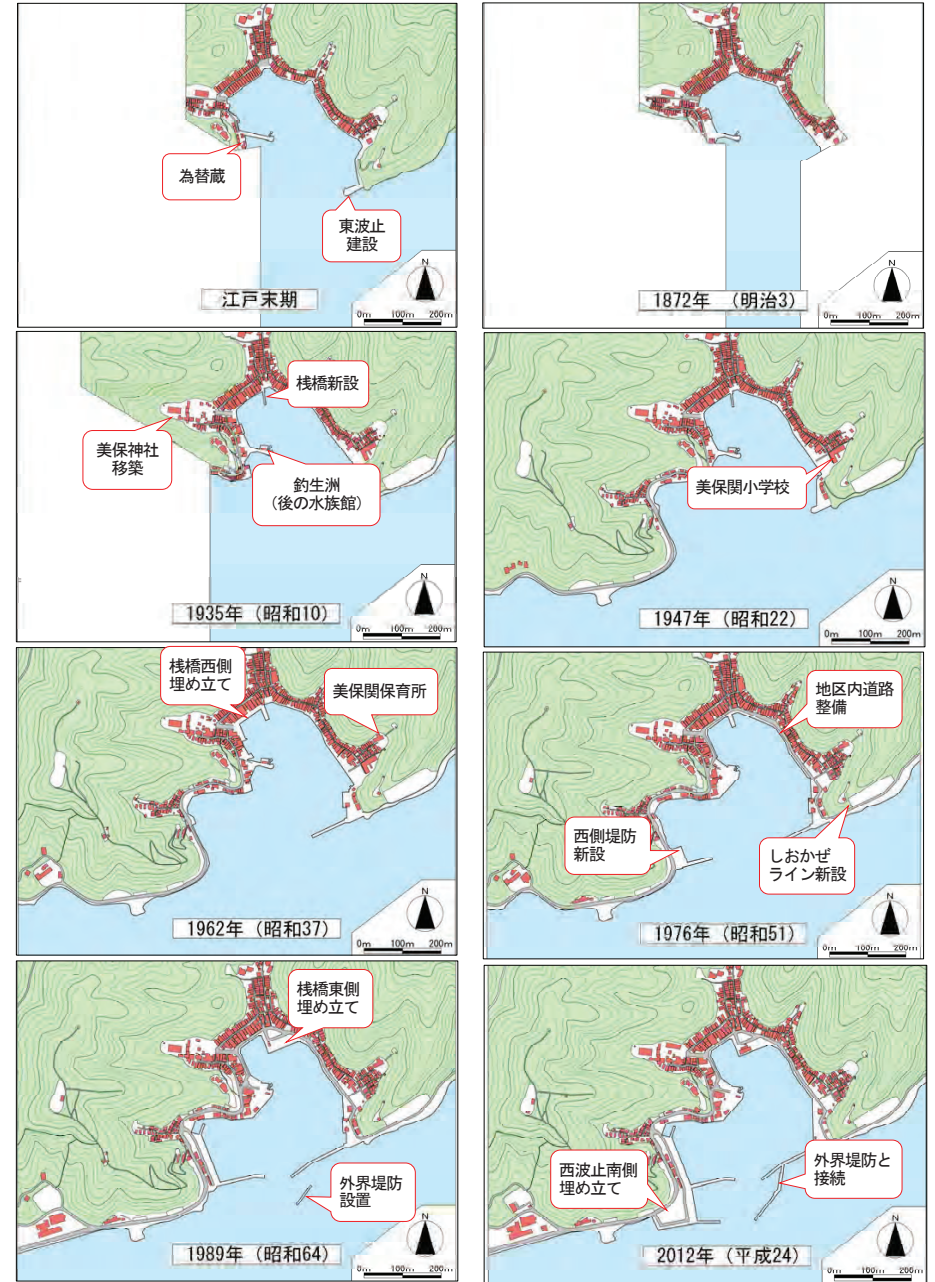 為替蔵
東波止
建設
江戸末期
N
0m 100m 200m
1872年 （明治3）
N
0m 100m 200m
桟橋新設
美保神社
移築
釣生洲
（後の水族館）
1935年（昭和10）
N
0m 100m 200m
美保関小学校
1947年（昭和22）
N
0m 100m 200m
桟橋西側
埋め立て
美保関保育所
1962年（昭和37）
N
0m 100m 200m
地区内道路
整備
西側堤防
新設
しおかぜ
ライン新設
1976年（昭和51）
N
0m 100m 200m
桟橋東側
埋め立て
外界堤防
設置
1989年（昭和64）
N
0m 100m 200m
西波止南側
埋め立て
外界堤防と
接続
2012年（平成24）
N
0m 100m 200m